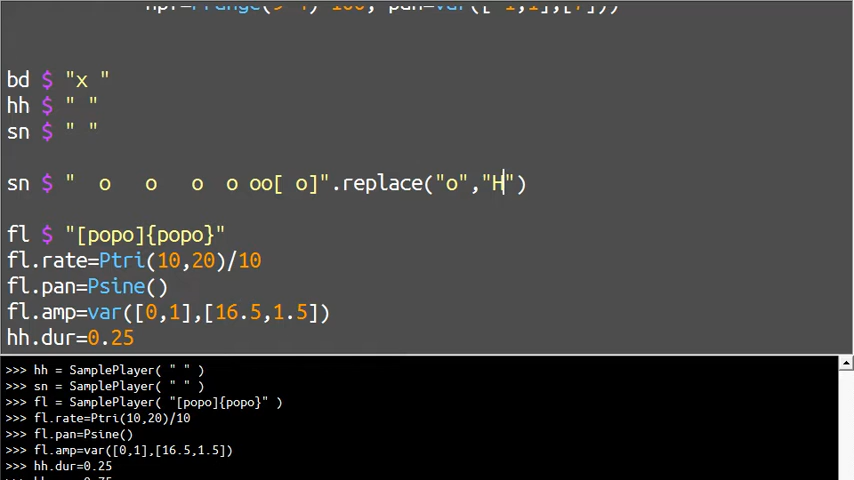 bd $ "x "
hh $ " "
sn $ " "
sn $ "  o   o   o  o oo[ o]".replace("o","H")
fl $ "[popo]{popo}"
fl.rate=Ptri(10,20)/10
fl.pan=Psine()
fl.amp=var([0,1],[16.5,1.5])
hh.dur=0.25
>>> hh = SamplePlayer( " " )
>>> sn = SamplePlayer( " " )
>>> fl = SamplePlayer( "[popo]{popo}" )
>>> fl.rate=Ptri(10,20)/10
>>> fl.pan=Psine()
>>> fl.amp=var([0,1],[16.5,1.5])
>>> hh.dur=0.25